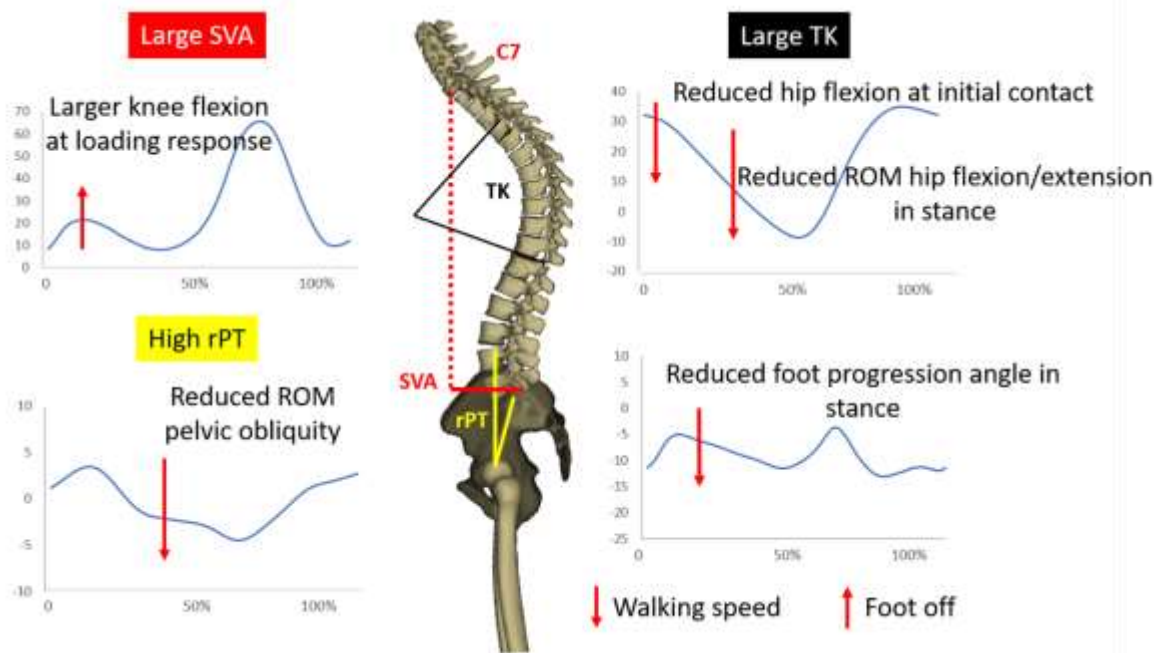 Large SVA
Larger knee flexion
at loading response
70
60
50
40
30
20
10
0
0
50%
100%
High rPT
Reduced ROM
pelvic obliquity
10
5
0
-5
-10
0
50%
100%
C7
TK
SVA
rPT
Large TK
Reduced hip flexion at initial contact
Reduced ROM hip flexion/extension
in stance
40
30
20
10
0
-10
-20
0
50%
100%
Reduced foot progression angle in
stance
10
5
0
-5
-10
-15
-20
-25
0
50%
100%
Walking speed
Foot off